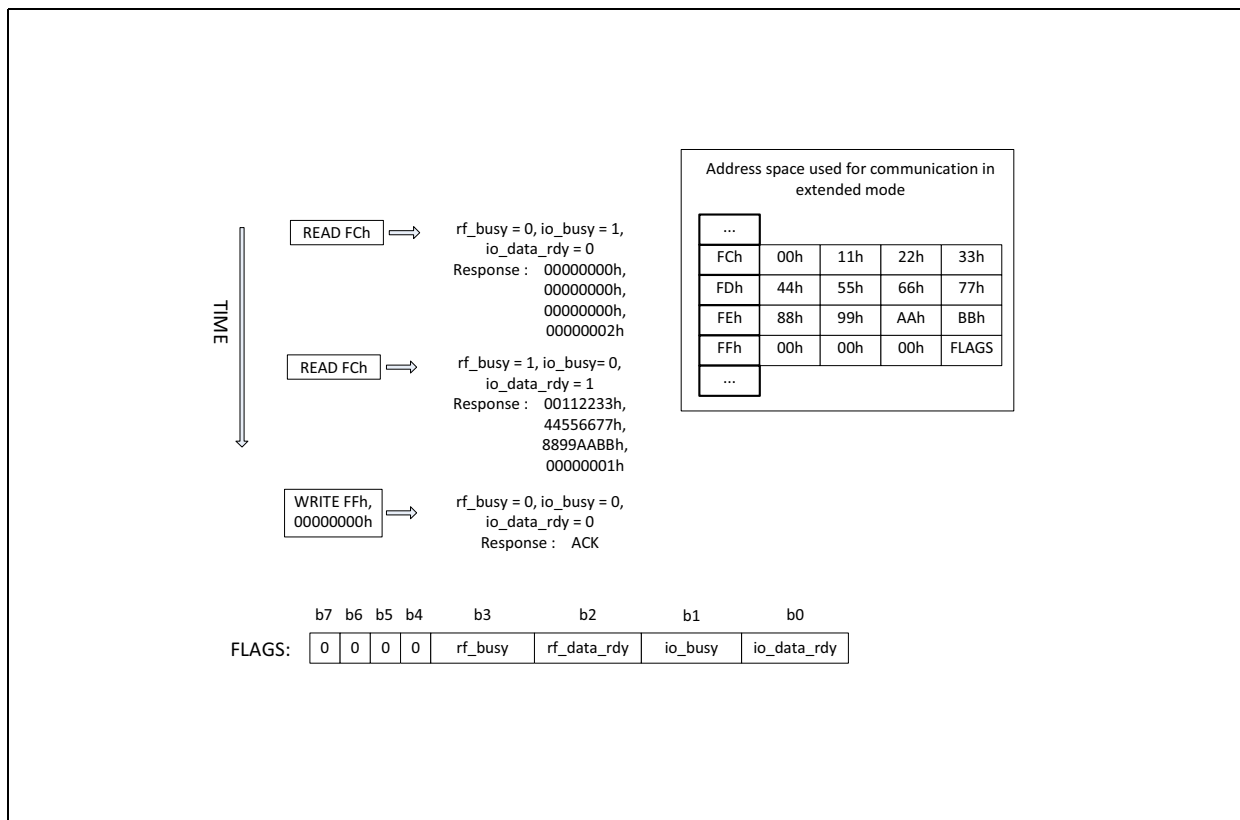 Address space used for communication in
extended mode
...
FCh 00h 11h 22h 33h
FDh 44h 55h 66h 77h
FEh 88h 99h AAh BBh
FFh 00h 00h 00h FLAGS
...
TIME
READ FCh
rf_busy = 0, io_busy = 1,
io_data_rdy = 0
Response : 00000000h,
00000000h,
00000000h,
00000002h
READ FCh
rf_busy = 1, io_busy= 0,
io_data_rdy = 1
Response : 00112233h,
44556677h,
8899AABBh,
00000001h
WRITE FFh,
00000000h
rf_busy = 0, io_busy = 0,
io_data_rdy = 0
Response : ACK
b7 b6 b5 b4 b3 b2 b1 b0
FLAGS: 0 0 0 0 rf_busy rf_data_rdy io_busy io_data_rdy